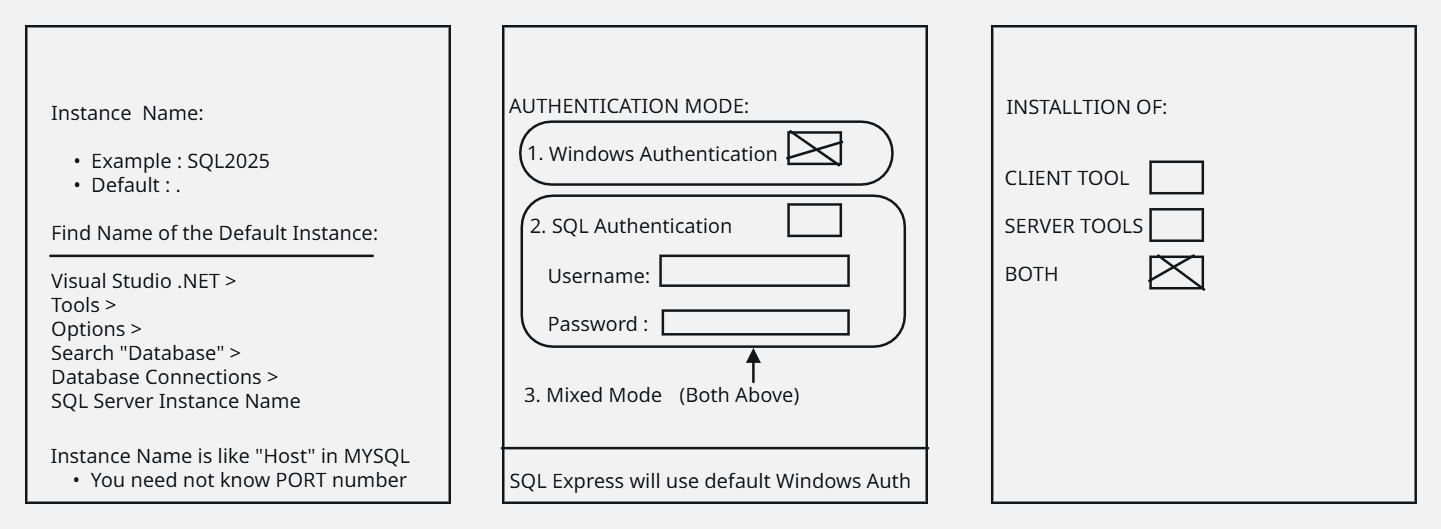 Instance  Name:
• Example : SQL2025
• Default : .
Find Name of the Default Instance:
Visual Studio .NET >
Tools >
Options >
Search "Database" >
Database Connections >
SQL Server Instance Name
Instance Name is like "Host" in MYSQL
• You need not know PORT number
AUTHENTICATION MODE:
1. Windows Authentication
2. SQL Authentication
Username:
Password :
3. Mixed Mode   (Both Above)
SQL Express will use default Windows Auth
INSTALLTION OF:
CLIENT TOOL
SERVER TOOLS
BOTH